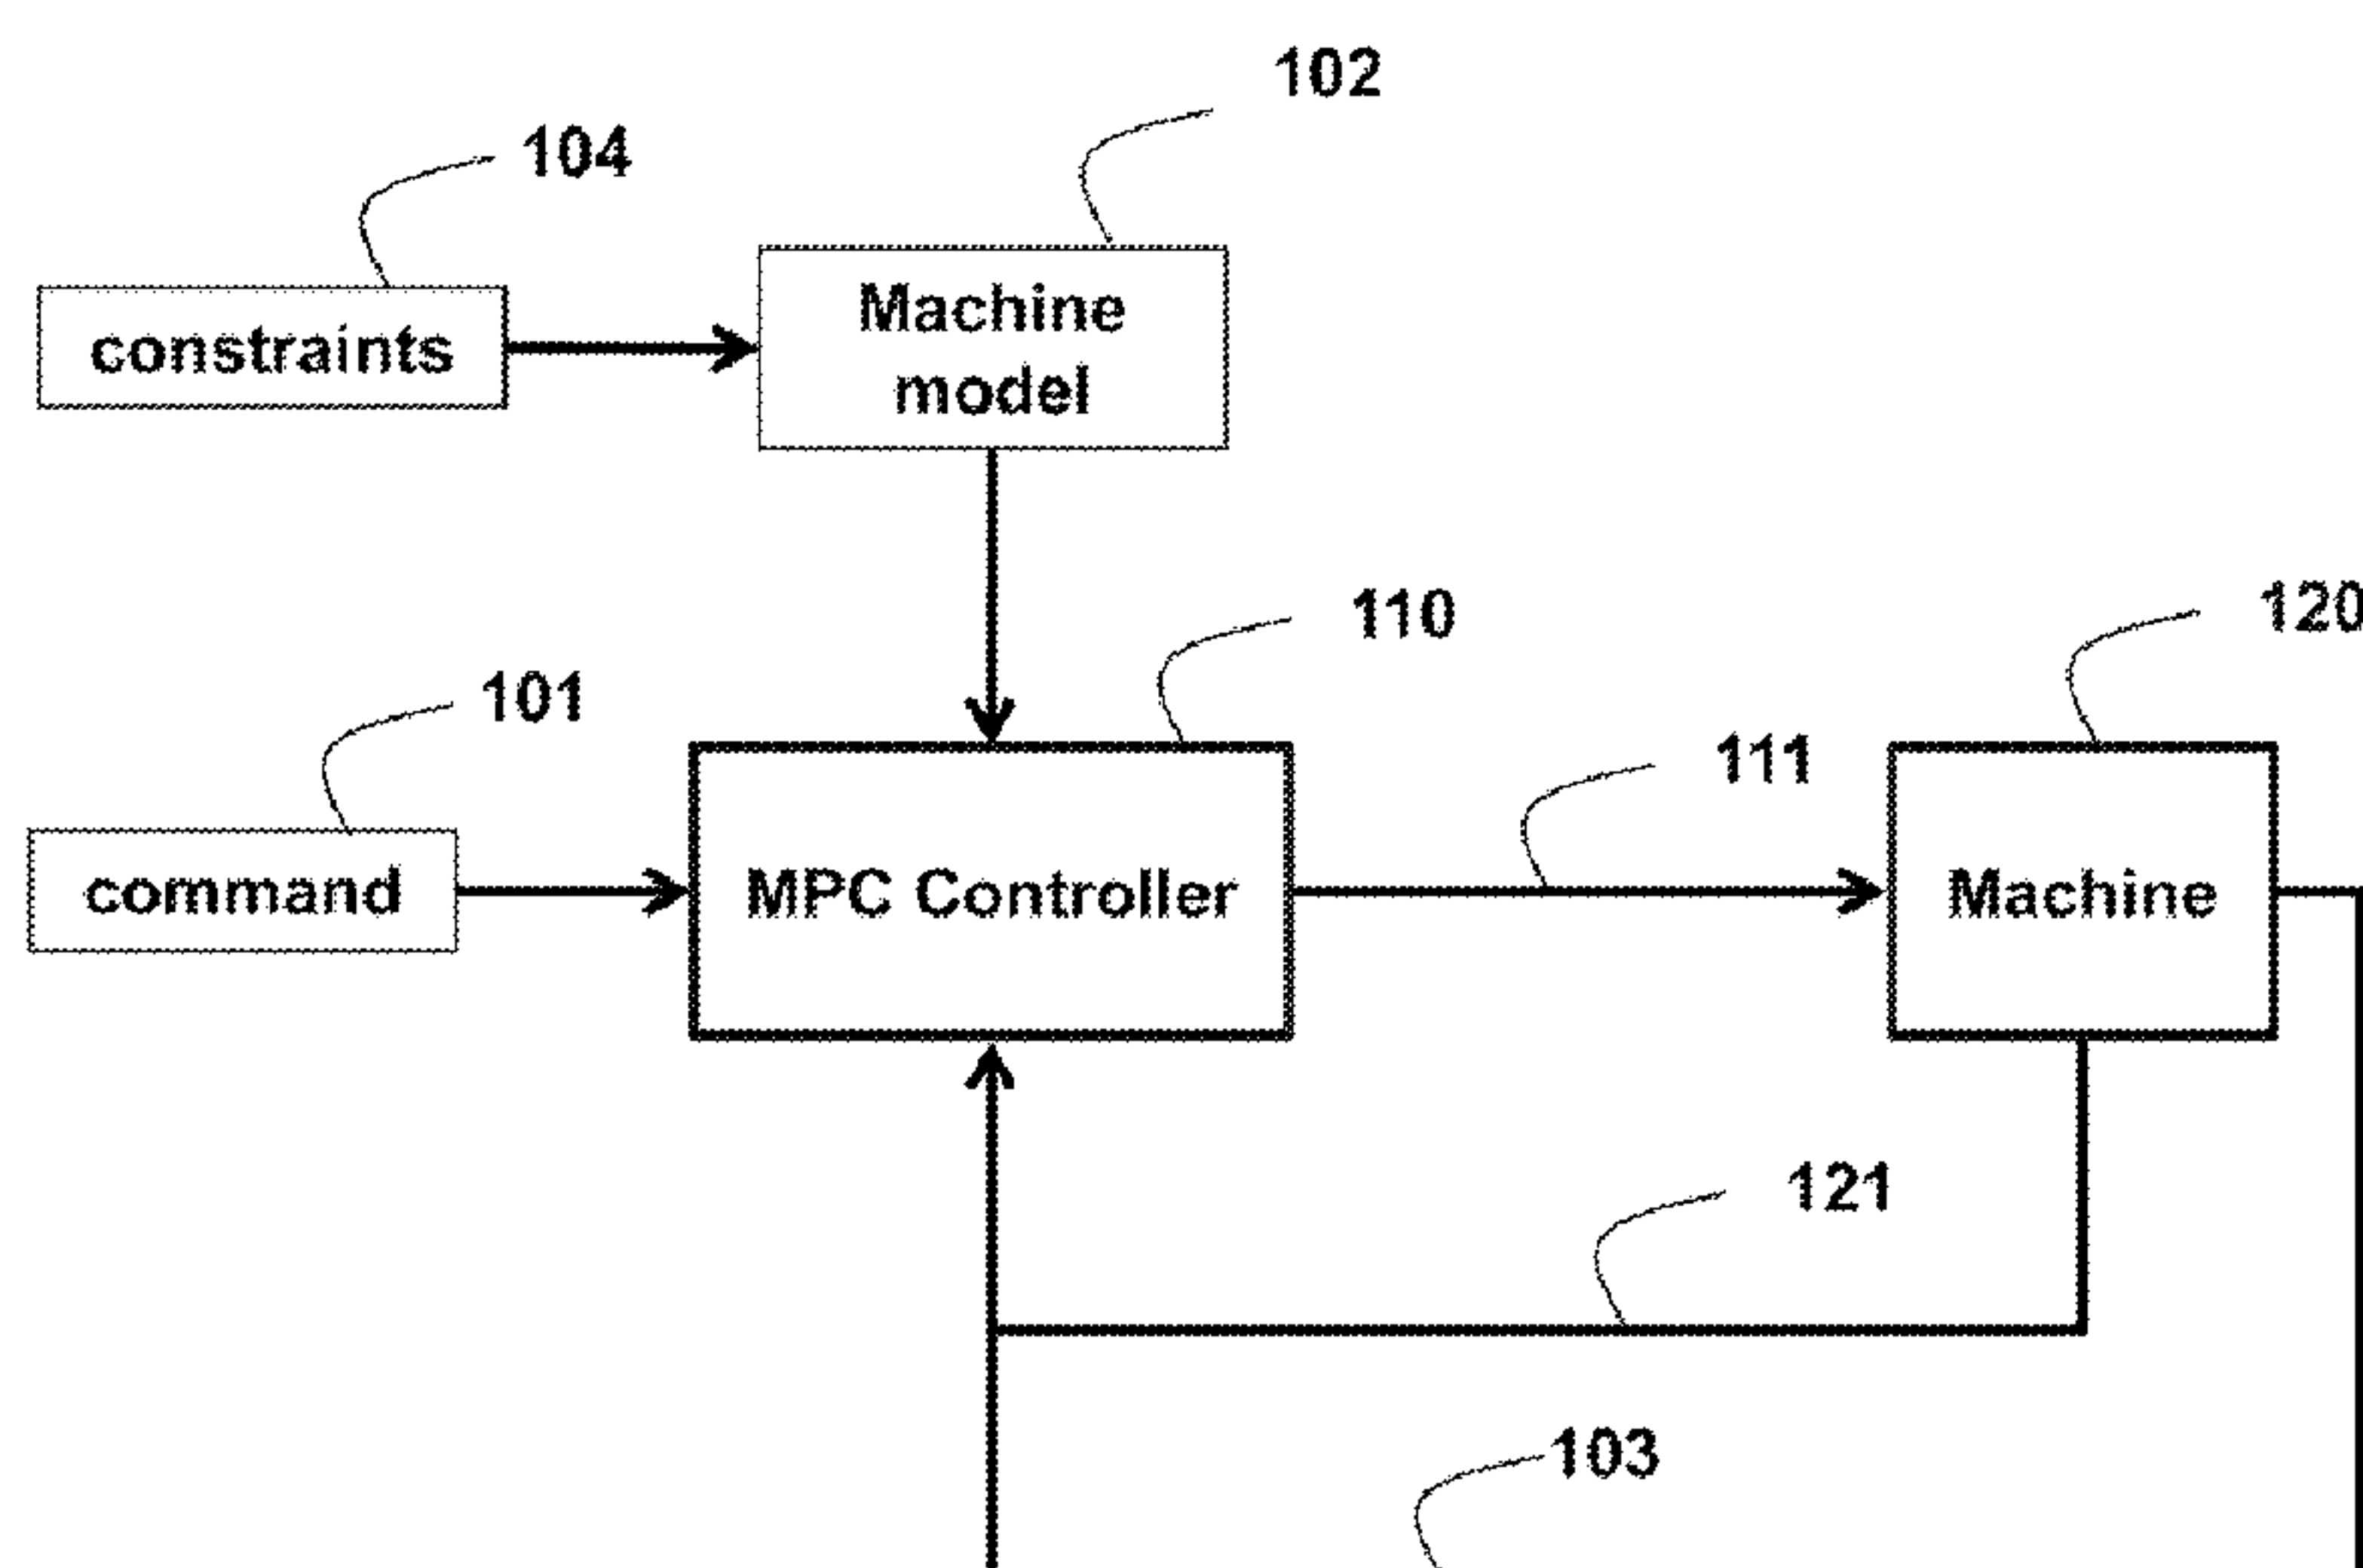 102
104
Machine
model
constraints
110
120
101
111
MPC Controller
Machine
command
121
103